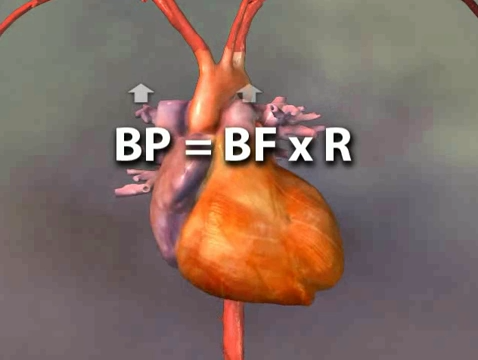 BP = BF x R